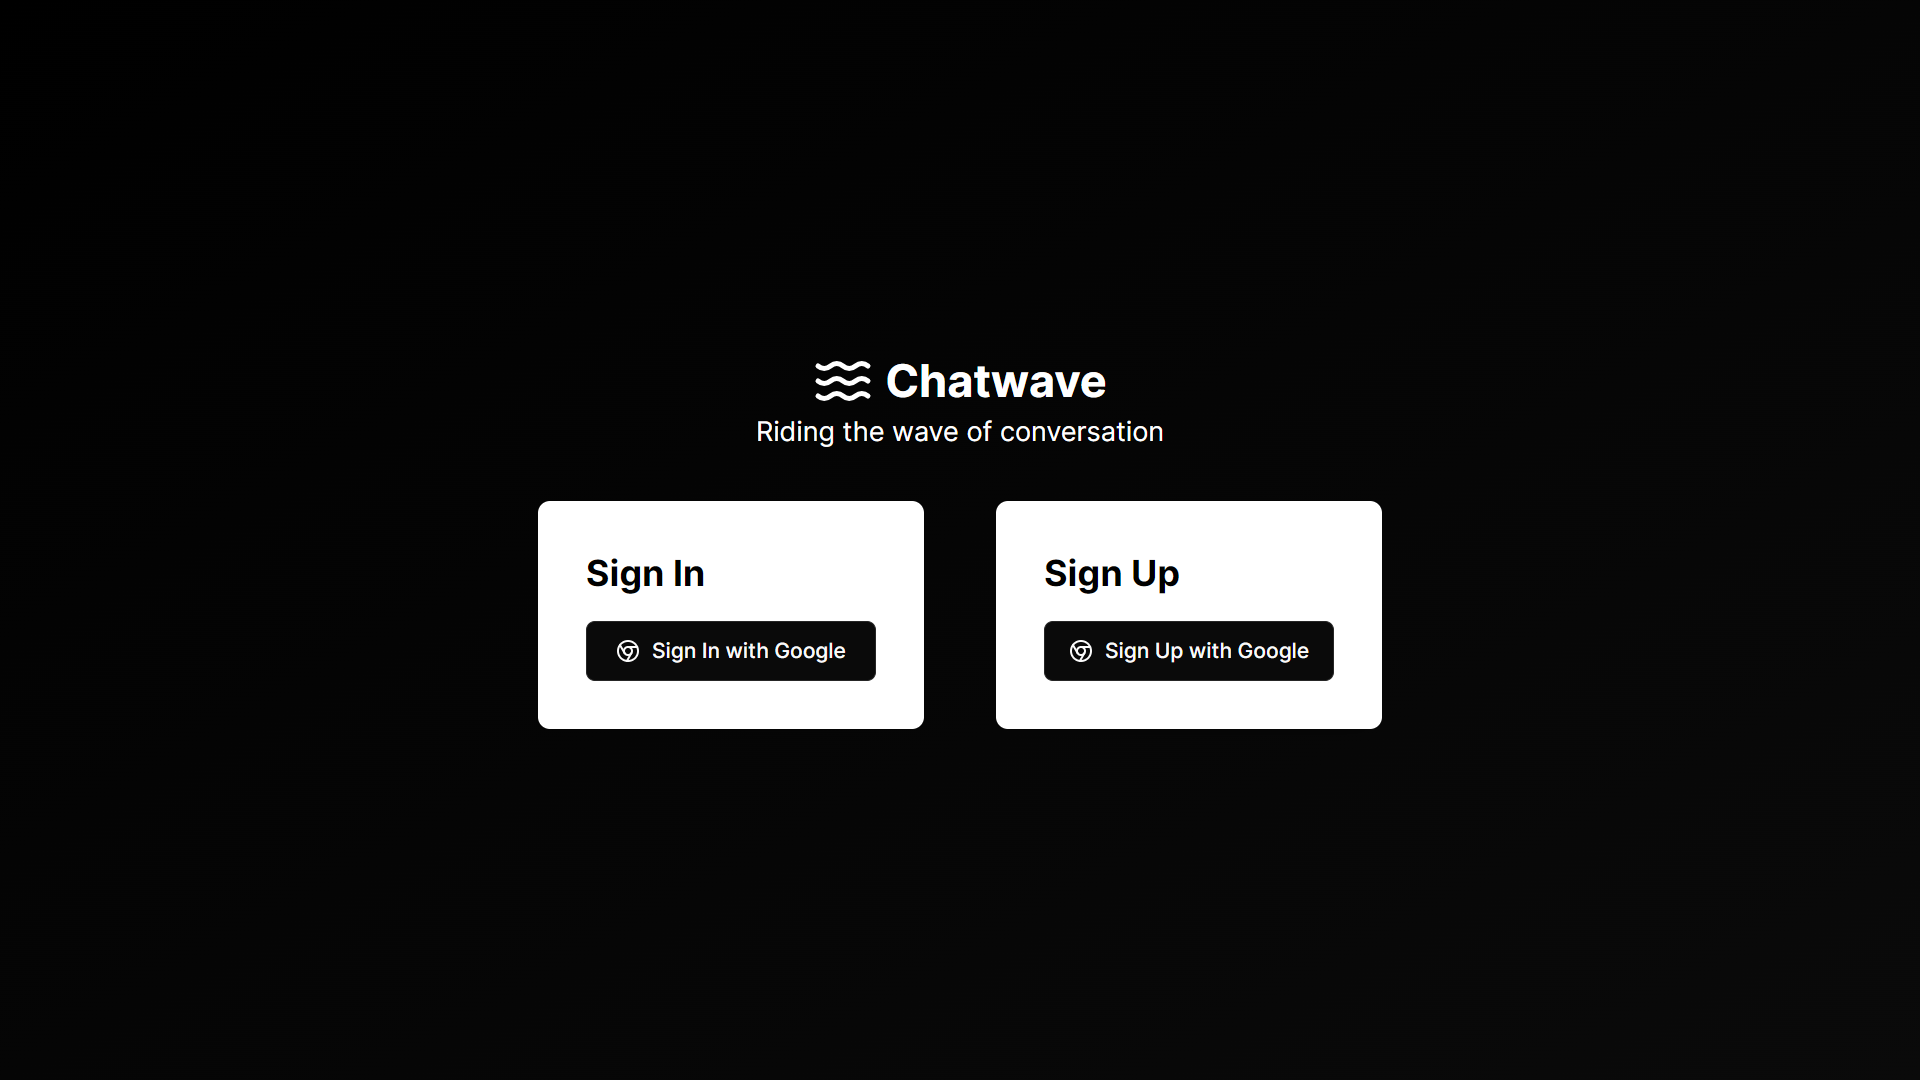 Chatwave
Riding the wave of conversation
Sign In
Sign In with Google
Sign Up
Sign Up with Google